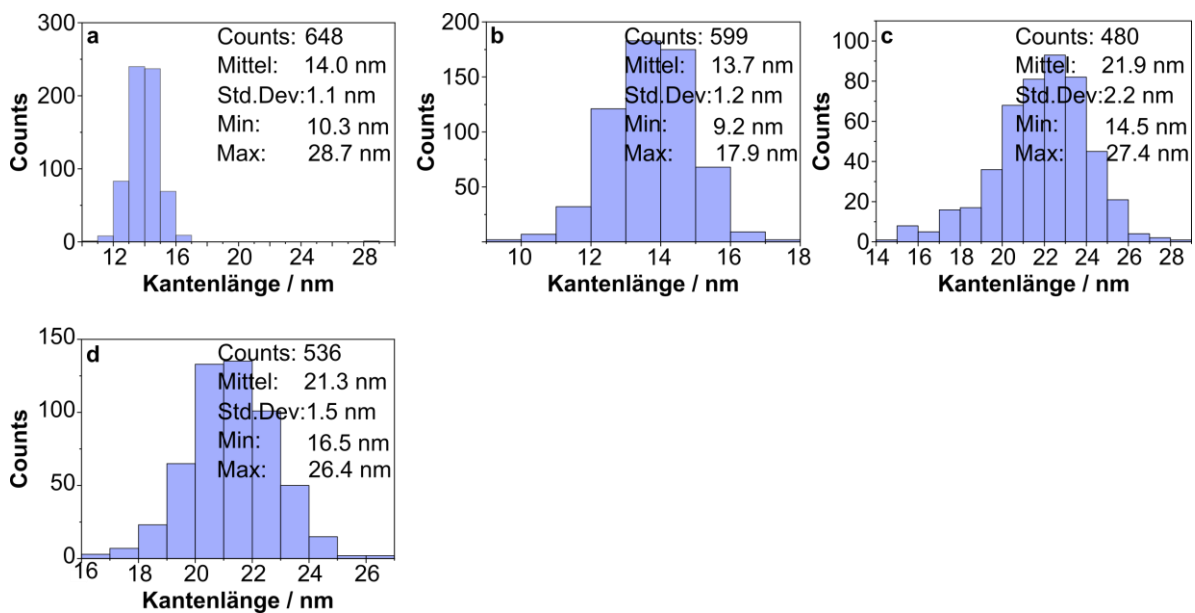 300
200
100
0
Counts
a
Counts: 648
Mittel: 14.0 nm
Std.Dev:1.1 nm
Min: 10.3 nm
Max: 28.7 nm
12 16 20 24 28
Kantenlänge / nm
200
150
100
50
Counts
b
Counts: 599
Mittel: 13.7 nm
Std.Dev: 1.2 nm
Min: 9.2 nm
Max: 17.9 nm
10 12 14 16 18
Kantenlänge / nm
100
80
60
40
20
0
Counts
c
Counts: 480
Mittel: 21.9 nm
Std.Dev: 2.2 nm
Min: 14.5 nm
Max: 27.4 nm
14 16 18 20 22 24 26 28
Kantenlänge / nm
150
100
50
0
Counts
d
Counts: 536
Mittel: 21.3 nm
Std.Dev:1.5 nm
Min: 16.5 nm
Max: 26.4 nm
16 18 20 22 24 26
Kantenlänge / nm